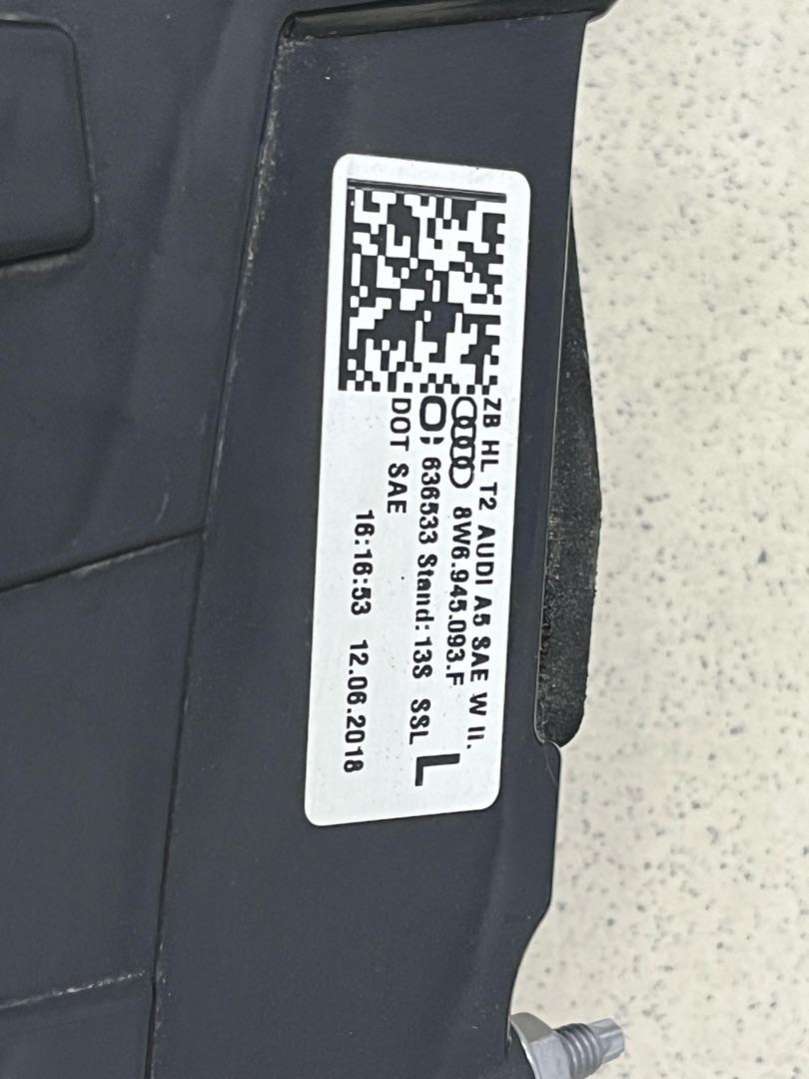 ZB HL T2 AUDI A5 SAE W II.
8W6.945.093.F
636533 Stand:13S SSL L
DOT SAE
16:16:53 12.06.2018